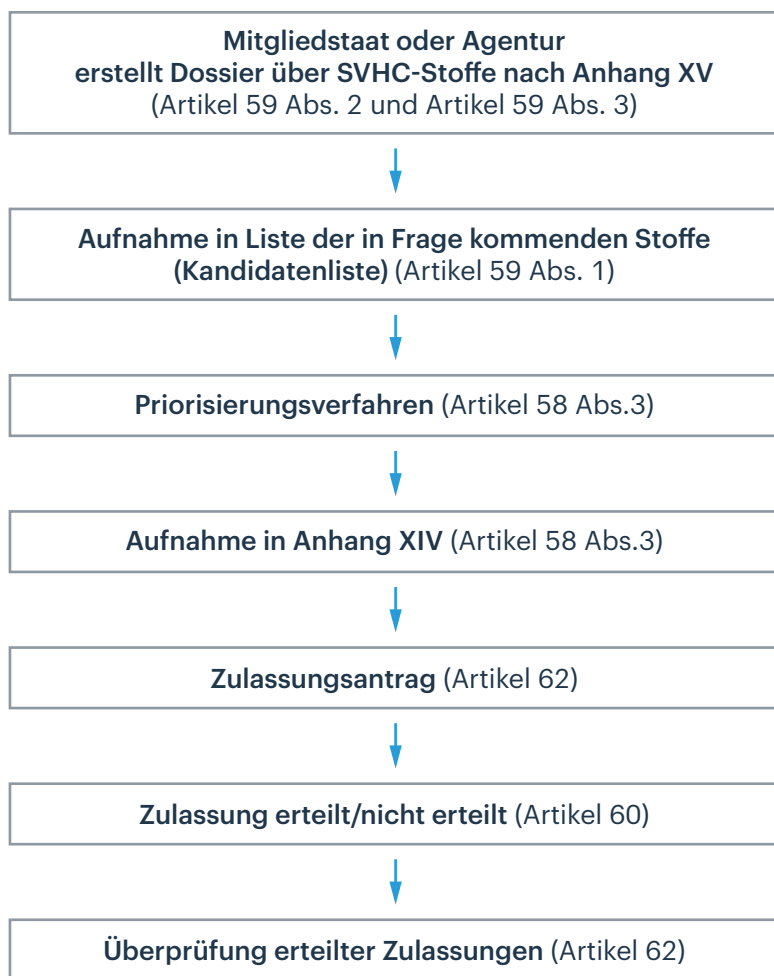 Mitgliedstaat oder Agentur
erstellt Dossier über SVHC-Stoffe nach Anhang XV
(Artikel 59 Abs. 2 und Artikel 59 Abs. 3)
Aufnahme in Liste der in Frage kommenden Stoffe
(Kandidatenliste) (Artikel 59 Abs. 1)
Priorisierungsverfahren (Artikel 58 Abs.3)
Aufnahme in Anhang XIV (Artikel 58 Abs.3)
Zulassungsantrag (Artikel 62)
Zulassung erteilt/nicht erteilt (Artikel 60)
Überprüfung erteilter Zulassungen (Artikel 62)